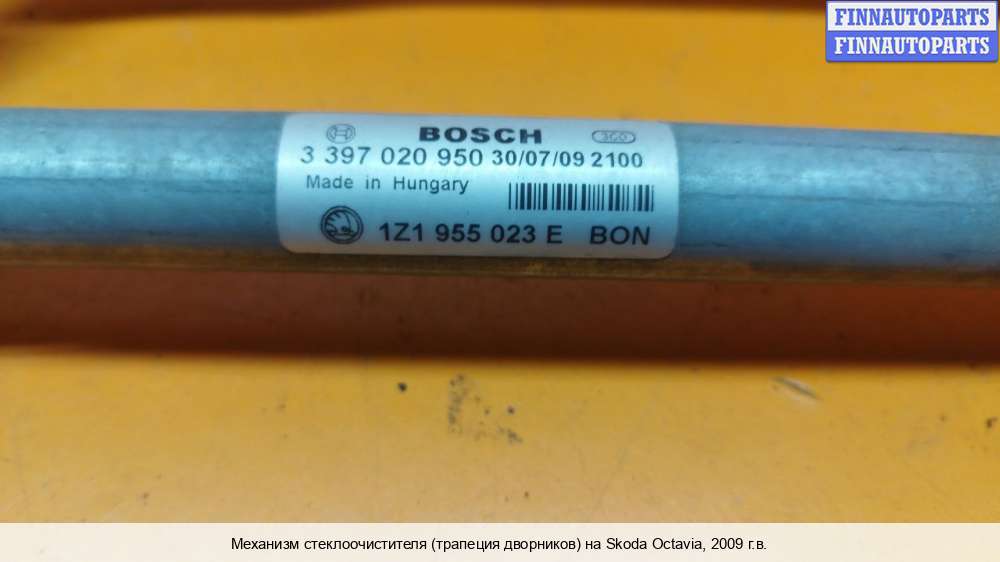 FINNAUTOPARTS
FINNAUTOPARTS
BOSCH
3 397 020 950 30/07/09 2100
Made in Hungary
1Z1 955 023 E BON
Механизм стеклоочистителя (трапеция дворников) на Skoda Octavia, 2009 г.в.